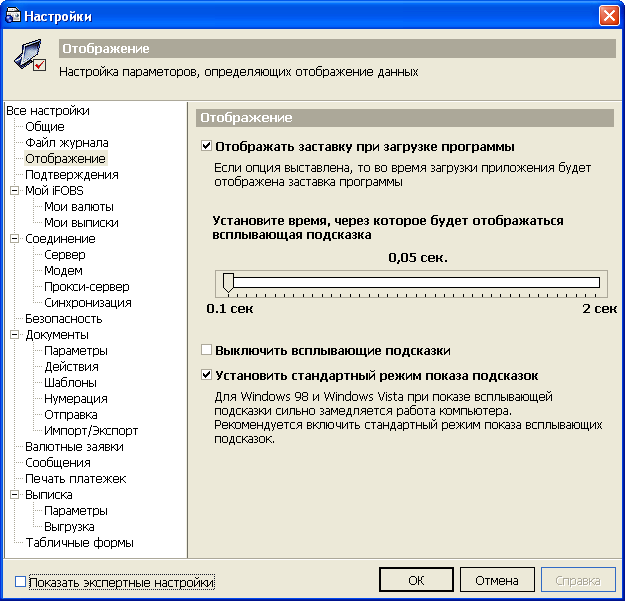 Настройки
Отображение
Настройка параметров, определяющих отображение данных
Все настройки
Общие
Файл журнала
Отображение
Подтверждения
Мой iFOBS
Мои валюты
Мои выписки
Соединение
Сервер
Модем
Прокси-сервер
Синхронизация
Безопасность
Документы
Параметры
Действия
Шаблоны
Нумерация
Отправка
Импорт/Экспорт
Валютные заявки
Сообщения
Печать платежек
Выписка
Параметры
Выгрузка
Табличные формы
Отображение
Отображать заставку при загрузке программы
Если опция выставлена, то во время загрузки приложения будет
отображена заставка программы
Установите время, через которое будет отображаться
всплывающая подсказка
0,05 сек.
0.1 сек
2 сек
Выключить всплывающие подсказки
Установить стандартный режим показа подсказок
Для Windows 98 и Windows Vista при показе всплывающей
подсказки сильно замедляется работа компьютера.
Рекомендуется включить стандартный режим показа всплывающих
подсказок.
Показать экспертные настройки
ОК
Отмена
Справка